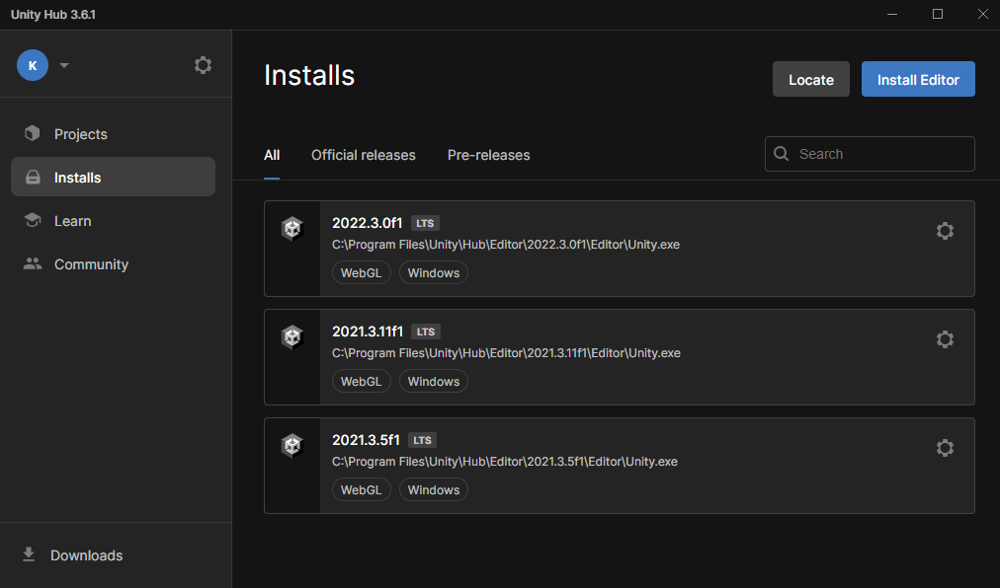 Unity Hub 3.6.1
K
Projects
Installs
Learn
Community
Downloads
Installs
Locate
Install Editor
All
Official releases
Pre-releases
Search
2022.3.0f1 LTS
C:\Program Files\Unity\Hub\Editor\2022.3.0f1\Editor\Unity.exe
WebGL Windows
2021.3.11f1 LTS
C:\Program Files\Unity\Hub\Editor\2021.3.11f1\Editor\Unity.exe
WebGL Windows
2021.3.5f1 LTS
C:\Program Files\Unity\Hub\Editor\2021.3.5f1\Editor\Unity.exe
WebGL Windows